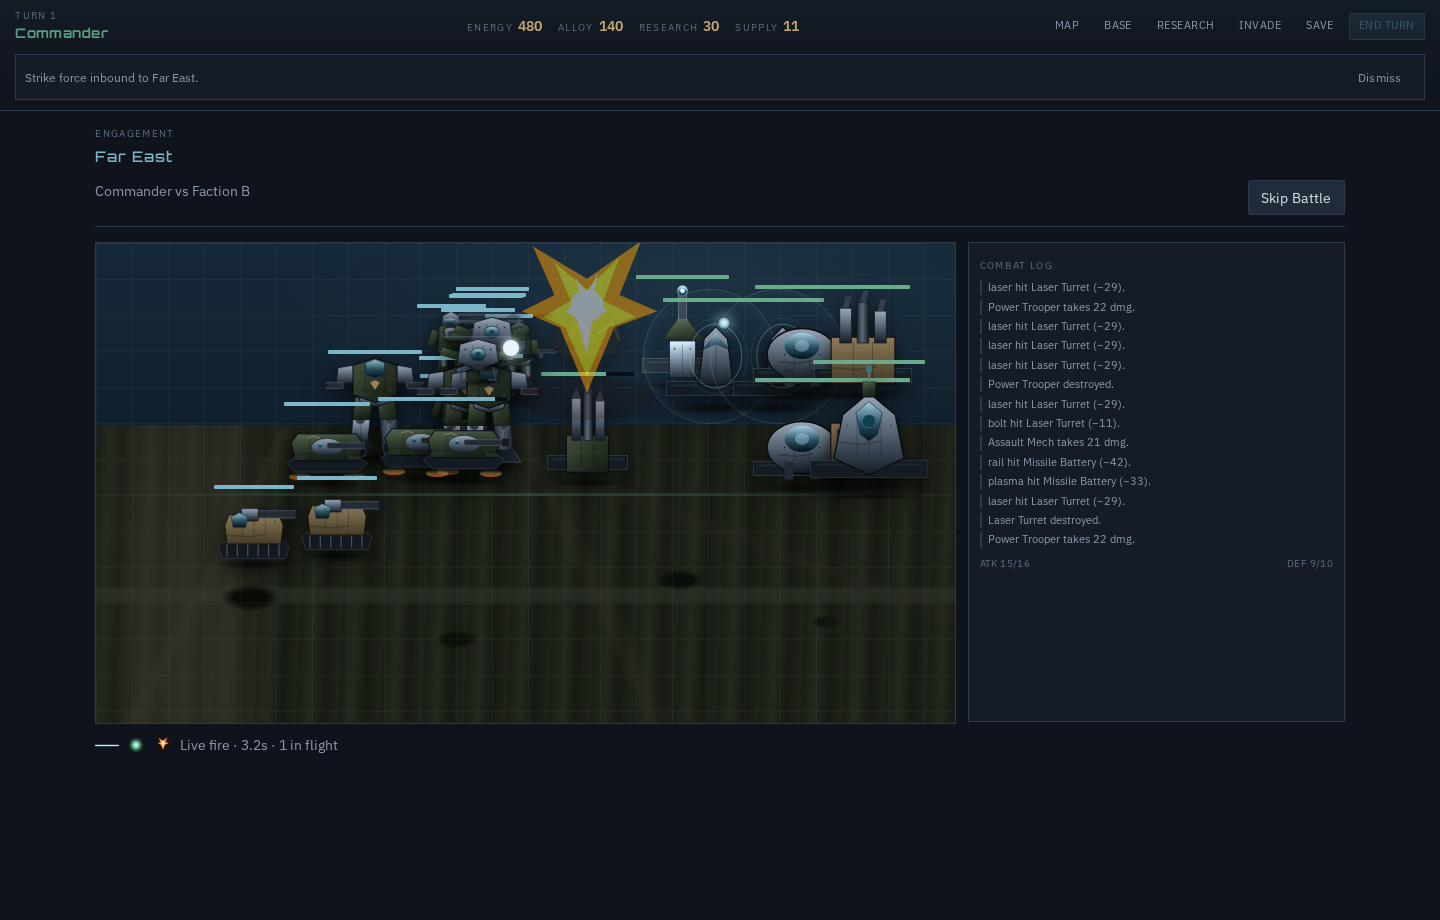 TURN 1
Commander
ENERGY 480 ALLOY 140 RESEARCH 30 SUPPLY 11
MAP BASE RESEARCH INVADE SAVE END TURN
Strike force inbound to Far East.
Dismiss
ENGAGEMENT
Far East
Commander vs Faction B
Skip Battle
COMBAT LOG
laser hit Laser Turret (−29).
Power Trooper takes 22 dmg.
laser hit Laser Turret (−29).
laser hit Laser Turret (−29).
laser hit Laser Turret (−29).
Power Trooper destroyed.
laser hit Laser Turret (−29).
bolt hit Laser Turret (−11).
Assault Mech takes 21 dmg.
rail hit Missile Battery (−42).
plasma hit Missile Battery (−33).
laser hit Laser Turret (−29).
Laser Turret destroyed.
Power Trooper takes 22 dmg.
ATK 15/16 DEF 9/10
Live fire · 3.2s · 1 in flight